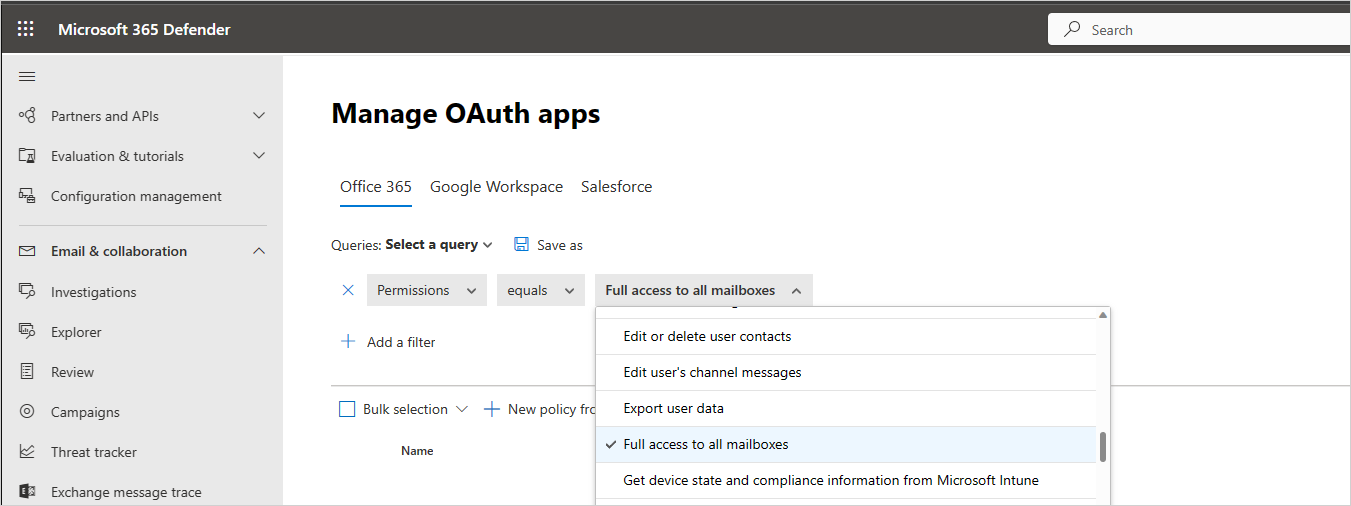 Microsoft 365 Defender
Search
Partners and APIs
Evaluation & tutorials
Configuration management
Email & collaboration
Investigations
Explorer
Review
Campaigns
Threat tracker
Exchange message trace
Manage OAuth apps
Office 365 Google Workspace Salesforce
Queries: Select a query Save as
Permissions equals Full access to all mailboxes
Add a filter
Edit or delete user contacts
Edit user's channel messages
Export user data
Full access to all mailboxes
Get device state and compliance information from Microsoft Intune
Bulk selection New policy fro
Name